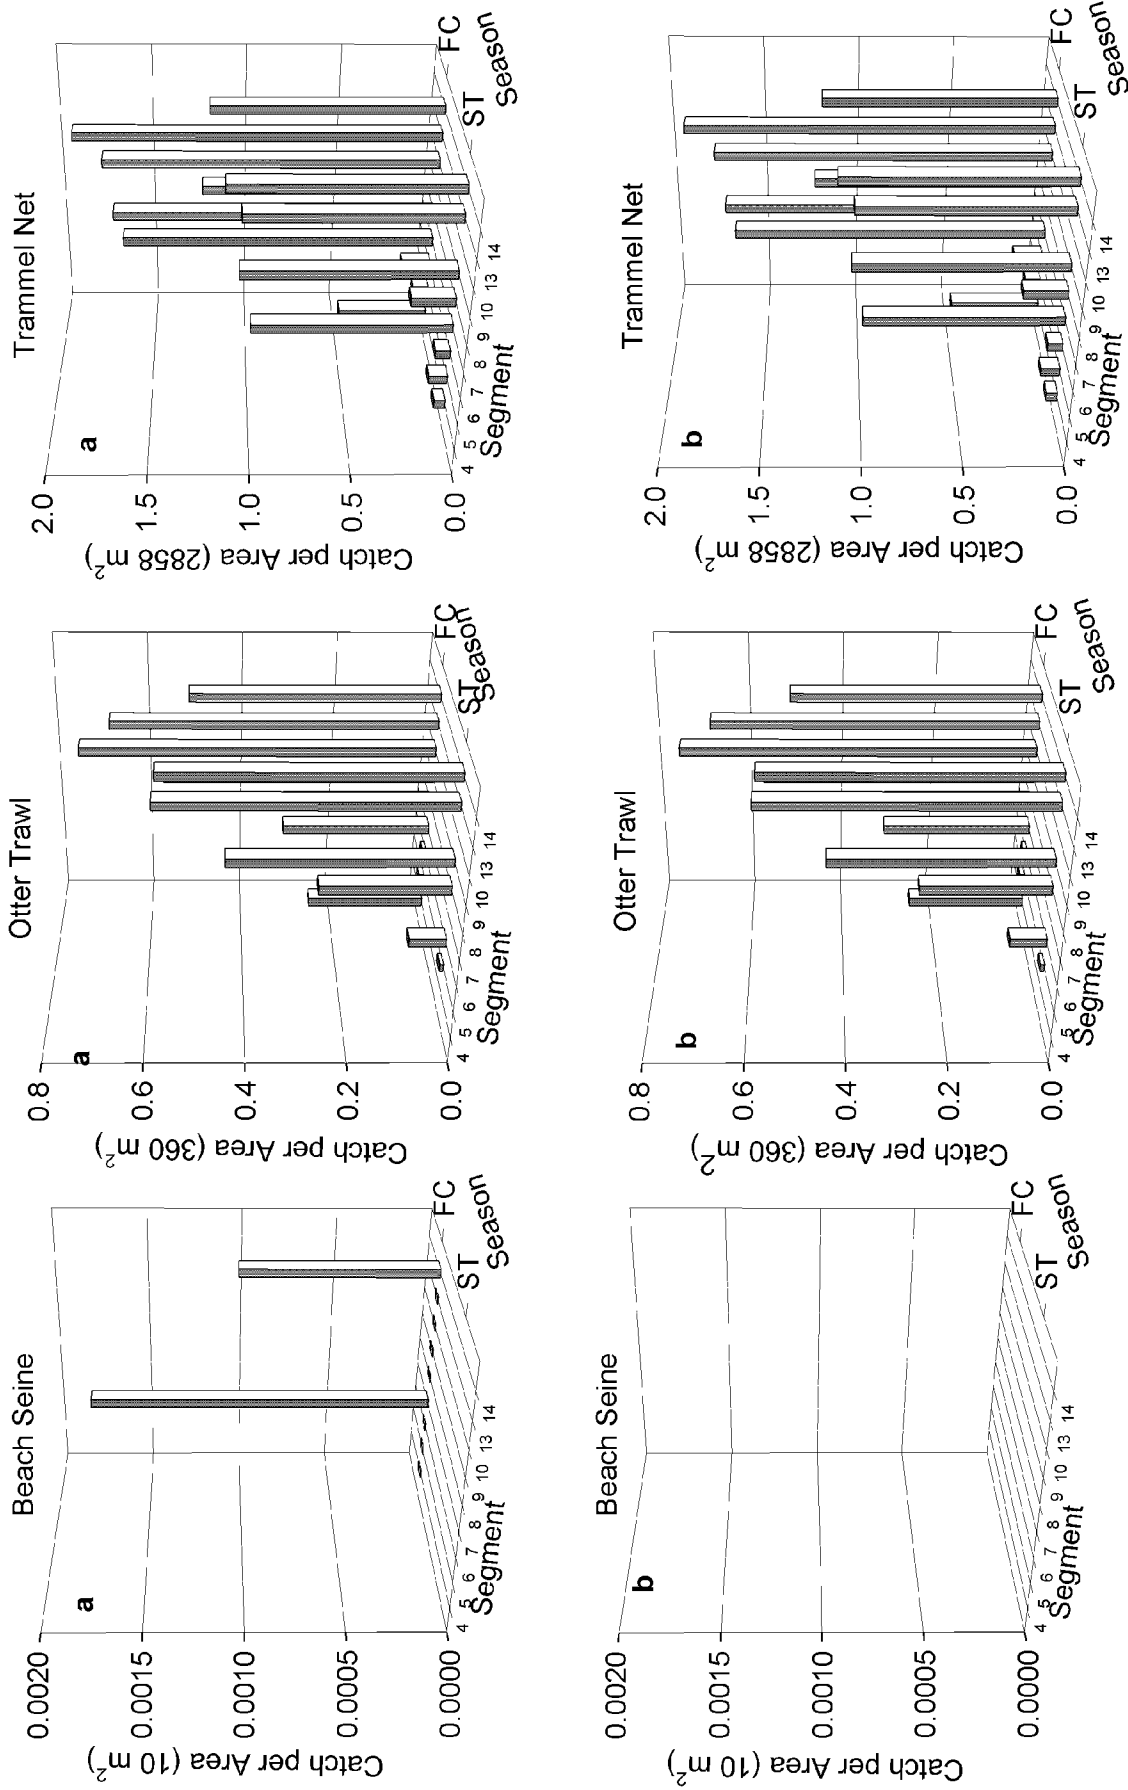 Beach Seine
a
0.0020
0.0015
0.0010
0.0005
0.0000
Catch per Area (10 m²)
4 5 6 7 8 9 10 13 14
Segment
ST FC
Season
Otter Trawl
a
0.8
0.6
0.4
0.2
0.0
Catch per Area (360 m²)
4 5 6 7 8 9 10 13 14
Segment
ST FC
Season
Trammel Net
a
2.0
1.5
1.0
0.5
0.0
Catch per Area (2858 m²)
4 5 6 7 8 9 10 13 14
Segment
ST FC
Season
Beach Seine
b
0.0020
0.0015
0.0010
0.0005
0.0000
Catch per Area (10 m²)
4 5 6 7 8 9 10 13 14
Segment
ST FC
Season
Otter Trawl
b
0.8
0.6
0.4
0.2
0.0
Catch per Area (360 m²)
4 5 6 7 8 9 10 13 14
Segment
ST FC
Season
Trammel Net
b
2.0
1.5
1.0
0.5
0.0
Catch per Area (2858 m²)
4 5 6 7 8 9 10 13 14
Segment
ST FC
Season